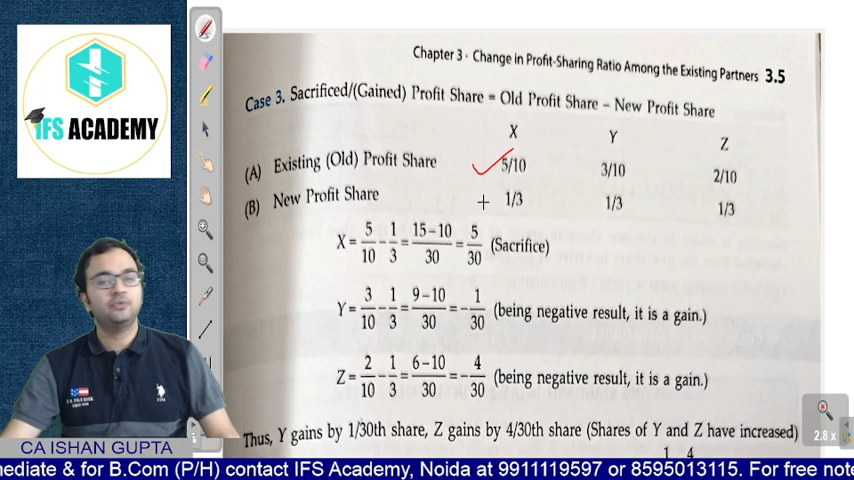 IFS ACADEMY
Chapter 3 · Change in Profit-Sharing Ratio Among the Existing Partners 3.5
Case 3. Sacrificed/(Gained) Profit Share = Old Profit Share – New Profit Share
X Y Z
(A) Existing (Old) Profit Share 5/10 3/10 2/10
(B) New Profit Share 1/3 1/3 1/3
X = 5/10 – 1/3 = 15–10/30 = 5/30 (Sacrifice)
Y = 3/10 – 1/3 = 9–10/30 = –1/30 (being negative result, it is a gain.)
Z = 2/10 – 1/3 = 6–10/30 = –4/30 (being negative result, it is a gain.)
Thus, Y gains by 1/30th share, Z gains by 4/30th share (Shares of Y and Z have increased)
1 4
2.8 x
CA ISHAN GUPTA
mediate & for B.Com (P/H) contact IFS Academy, Noida at 9911119597 or 8595013115. For free note